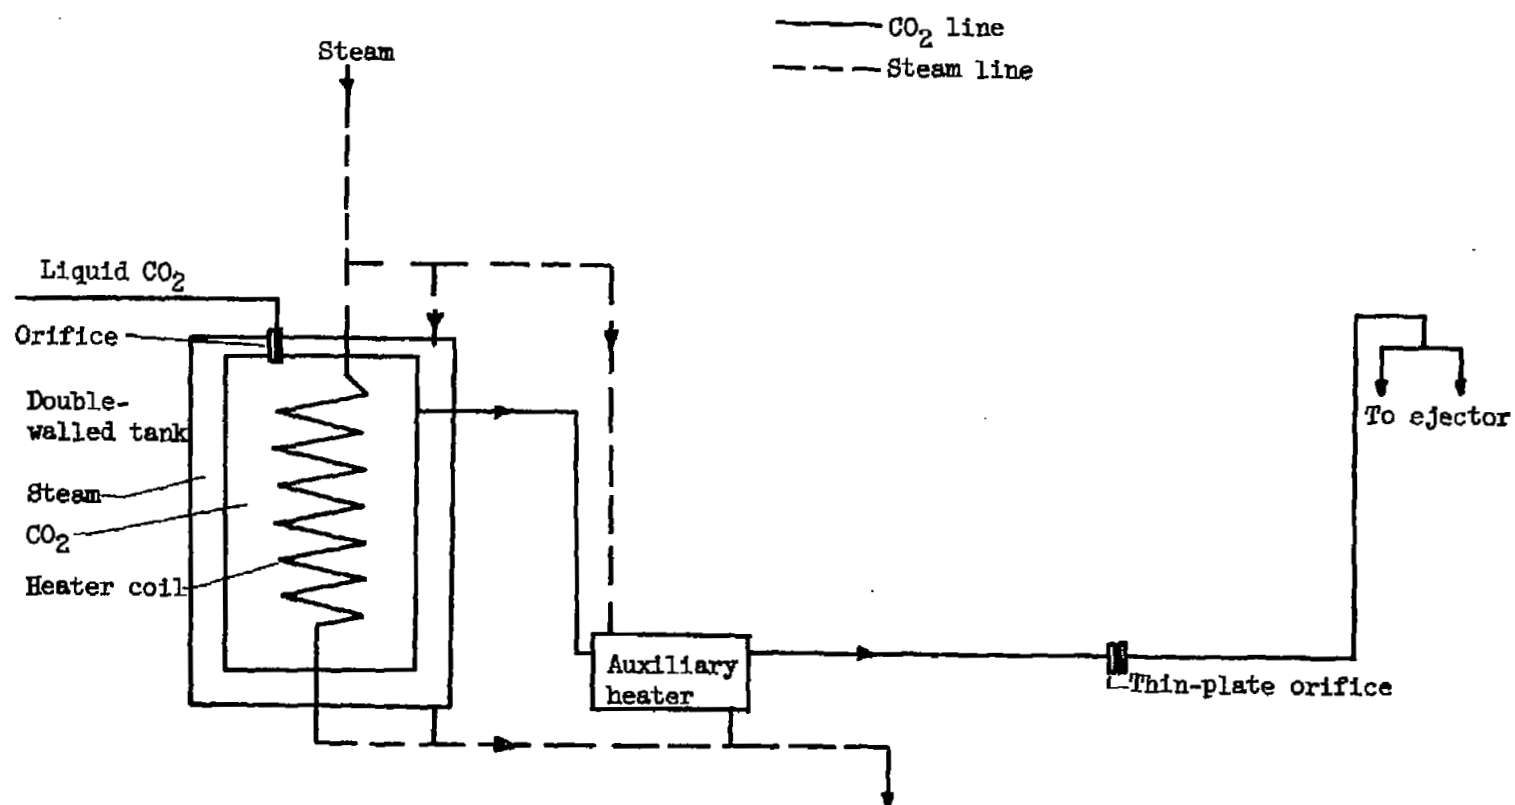 CO2 line
Steam line
Steam
Liquid CO2
Orifice
Double-
walled tank
Steam
CO2
Heater coil
Auxiliary
heater
Thin-plate orifice
To ejector